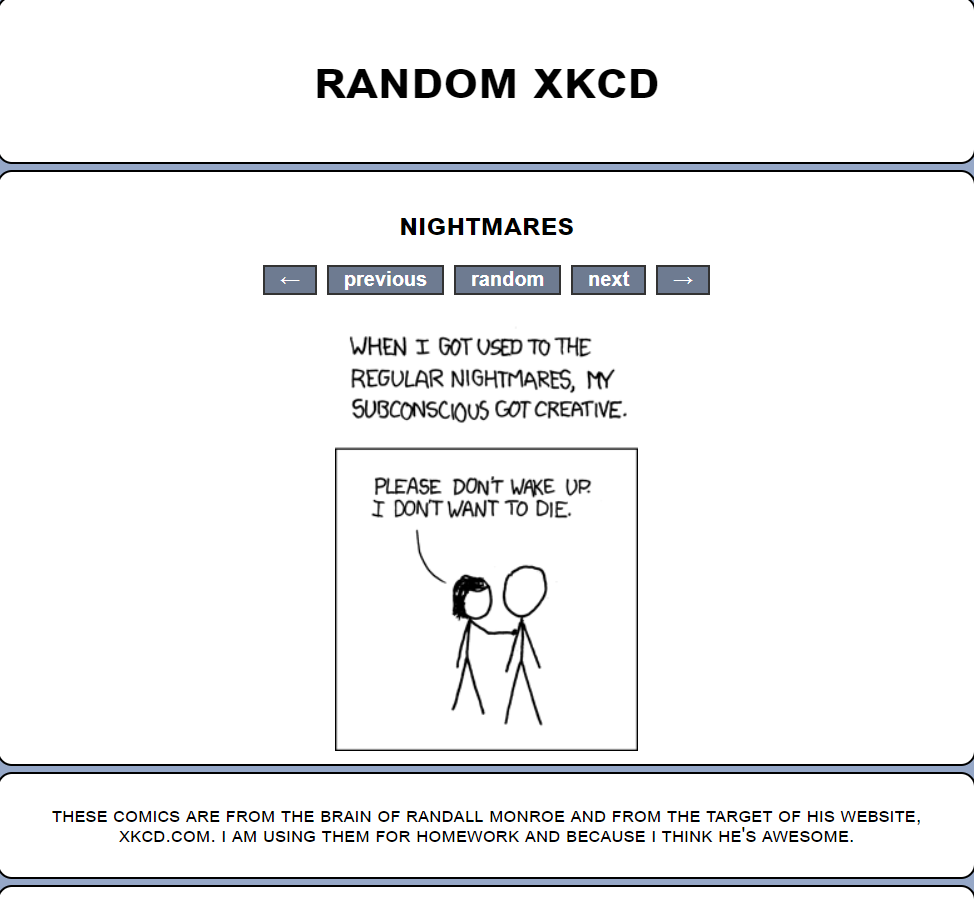 RANDOM XKCD
NIGHTMARES
← previous random next →
WHEN I GOT USED TO THE
REGULAR NIGHTMARES, MY
SUBCONSCIOUS GOT CREATIVE.
PLEASE DON'T WAKE UP.
I DON'T WANT TO DIE.
THESE COMICS ARE FROM THE BRAIN OF RANDALL MONROE AND FROM THE TARGET OF HIS WEBSITE,
XKCD.COM. I AM USING THEM FOR HOMEWORK AND BECAUSE I THINK HE'S AWESOME.